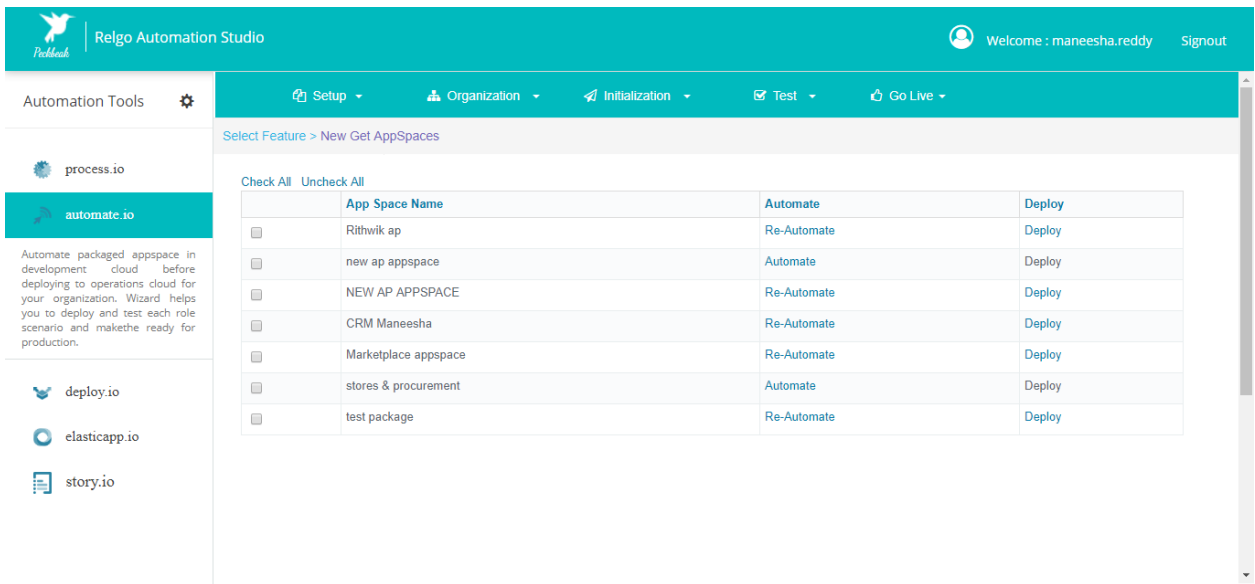 Peckbeak
Relgo Automation Studio
Welcome : maneesha.reddy Signout
Automation Tools
Setup Organization Initialization Test Go Live
Select Feature > New Get AppSpaces
process.io
automate.io
Automate packaged appspace in
development cloud before
deploying to operations cloud for
your organization. Wizard helps
you to deploy and test each role
scenario and makethe ready for
production.
deploy.io
elasticapp.io
story.io
Check All Uncheck All
App Space Name Automate Deploy
Rithwik ap Re-Automate Deploy
new ap appspace Automate Deploy
NEW AP APPSPACE Re-Automate Deploy
CRM Maneesha Re-Automate Deploy
Marketplace appspace Re-Automate Deploy
stores & procurement Automate Deploy
test package Re-Automate Deploy